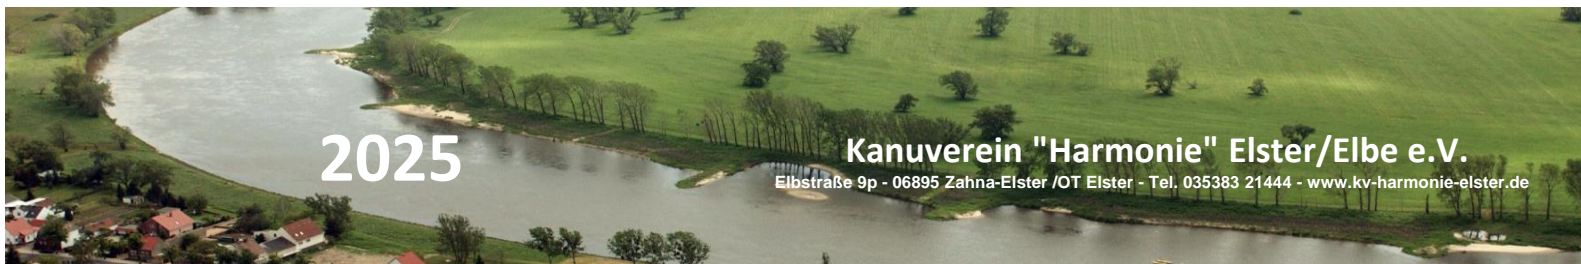 2025
Kanuverein "Harmonie" Elster/Elbe e.V.
Elbstraße 9p - 06895 Zahna-Elster /OT Elster - Tel. 035383 21444 - www.kv-harmonie-elster.de